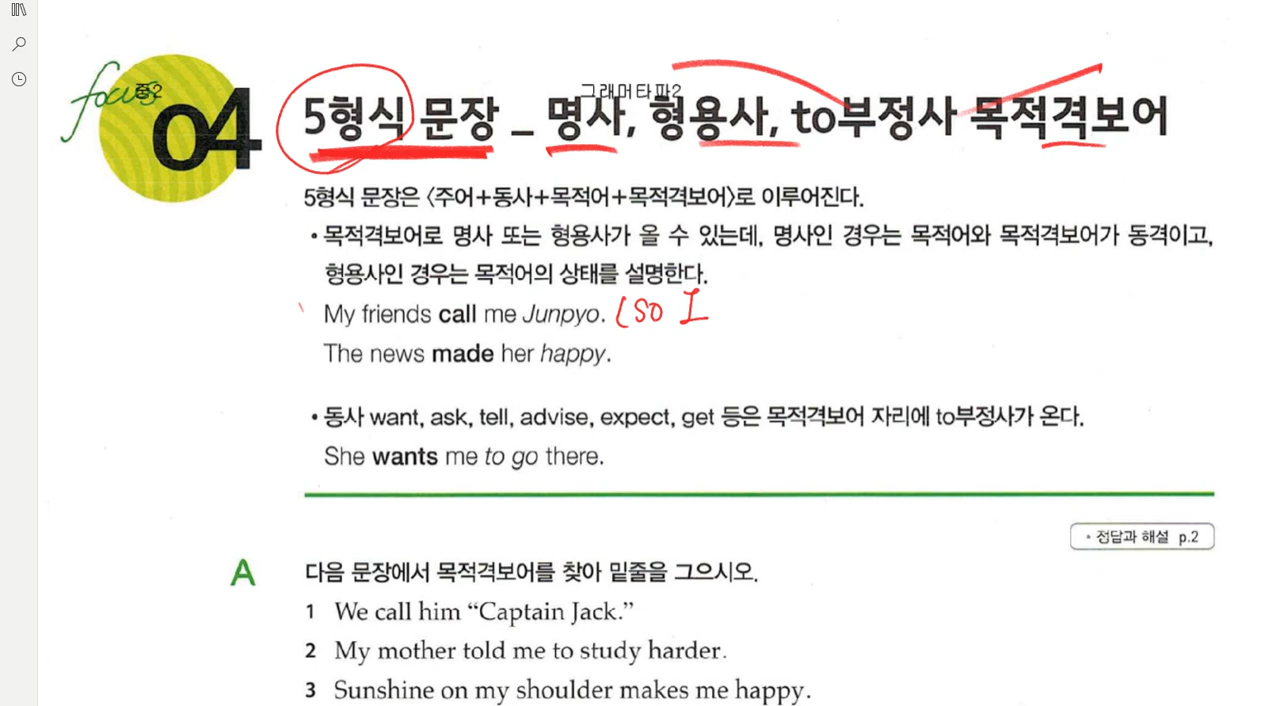 focus
중2
04
그래머타파2
5형식 문장 _ 명사, 형용사, to부정사 목적격보어
5형식 문장은 〈주어+동사+목적어+목적격보어〉로 이루어진다.
• 목적격보어로 명사 또는 형용사가 올 수 있는데, 명사인 경우는 목적어와 목적격보어가 동격이고,
형용사인 경우는 목적어의 상태를 설명한다.
My friends call me Junpyo. (so I
The news made her happy.
• 동사 want, ask, tell, advise, expect, get 등은 목적격보어 자리에 to부정사가 온다.
She wants me to go there.
• 정답과 해설 p.2
A 다음 문장에서 목적격보어를 찾아 밑줄을 그으시오.
1 We call him “Captain Jack.”
2 My mother told me to study harder.
3 Sunshine on my shoulder makes me happy.